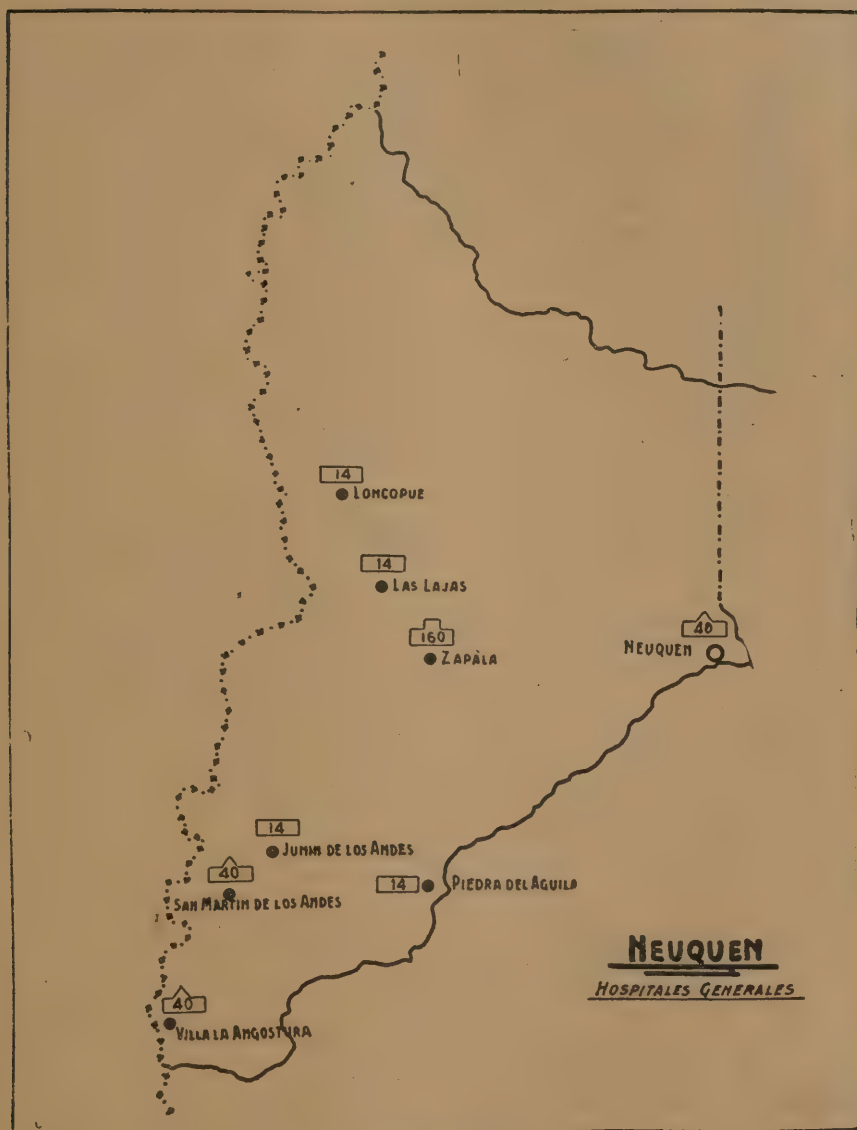 14
LONCOPUE
14
LAS LAJAS
160
ZAPÀLA
40
NEUQUEN
14
JUNIN DE LOS ANDES
40
SAN MARTIN DE LOS ANDES
14
PIEDRA DEL AGUILA
NEUQUEN
HOSPITALES GENERALES
40
VILLA LA ANGOSTURA